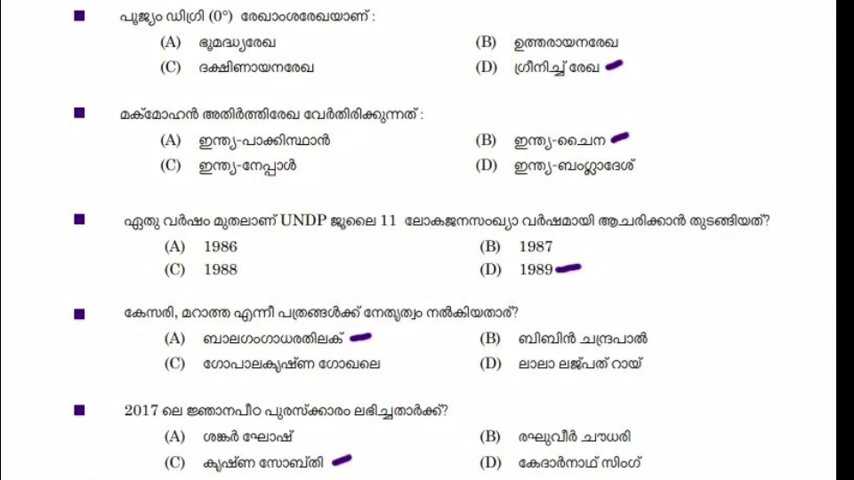 പൂജ്യം ഡിഗ്രി (0°) രേഖാംശരേഖയാണ് :
(A) ഭൂമദ്ധ്യരേഖ (B) ഉത്തരായനരേഖ
(C) ദക്ഷിണായനരേഖ (D) ഗ്രീനിച്ച് രേഖ
മക്മോഹൻ അതിർത്തിരേഖ വേർതിരിക്കുന്നത് :
(A) ഇന്ത്യ-പാക്കിസ്ഥാൻ (B) ഇന്ത്യ-ചൈന
(C) ഇന്ത്യ-നേപ്പാൾ (D) ഇന്ത്യ-ബംഗ്ലാദേശ്
ഏതു വർഷം മുതലാണ് UNDP ജൂലൈ 11 ലോകജനസംഖ്യാ വർഷമായി ആചരിക്കാൻ തുടങ്ങിയത്?
(A) 1986 (B) 1987
(C) 1988 (D) 1989
കേസരി, മറാത്ത എന്നീ പത്രങ്ങൾക്ക് നേതൃത്വം നൽകിയതാര്?
(A) ബാലഗംഗാധരതിലക് (B) ബിബിൻ ചന്ദ്രപാൽ
(C) ഗോപാലകൃഷ്ണ ഗോഖലെ (D) ലാലാ ലജ്പത് റായ്
2017 ലെ ജ്ഞാനപീഠ പുരസ്ക്കാരം ലഭിച്ചതാർക്ക്?
(A) ശങ്കർ ഘോഷ് (B) രഘുവീർ ചൗധരി
(C) കൃഷ്ണ സോബ്തി (D) കേദാർനാഥ് സിംഗ്